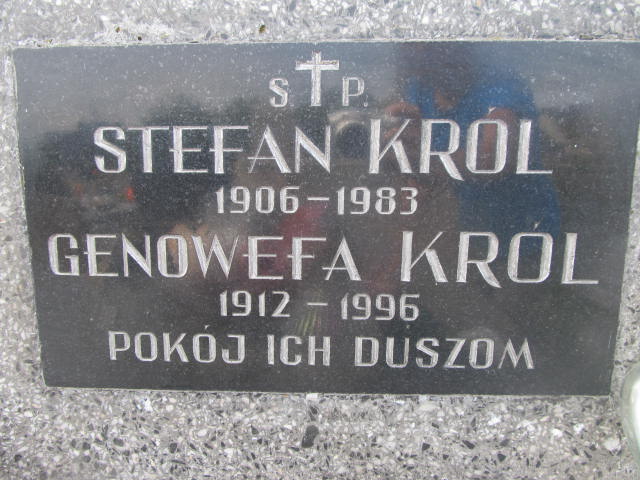 Ś P.
STEFAN KRÓL
1906-1983
GENOWEFA KRÓL
1912-1996
POKÓJ ICH DUSZOM